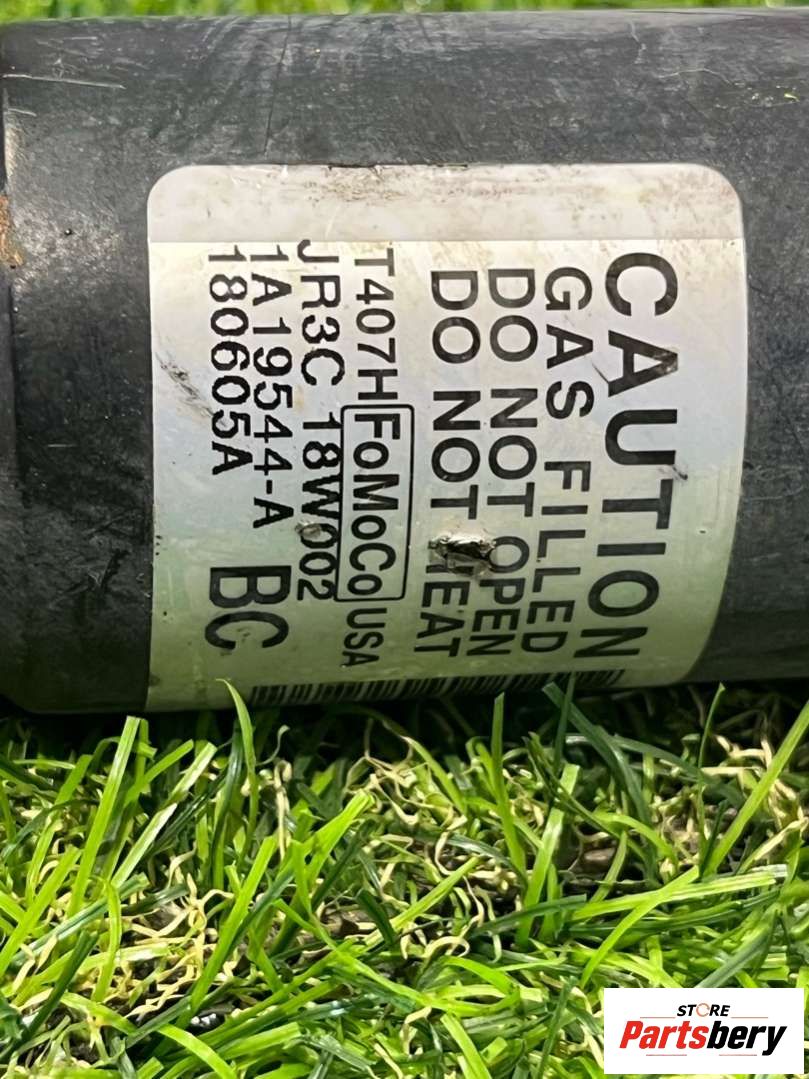 CAUTION
GAS FILLED
DO NOT OPEN
DO NOT HEAT
T407H FoMoCo USA
JR3C 18W002
1A19544-A
180605A BC
STORE
Partsbery